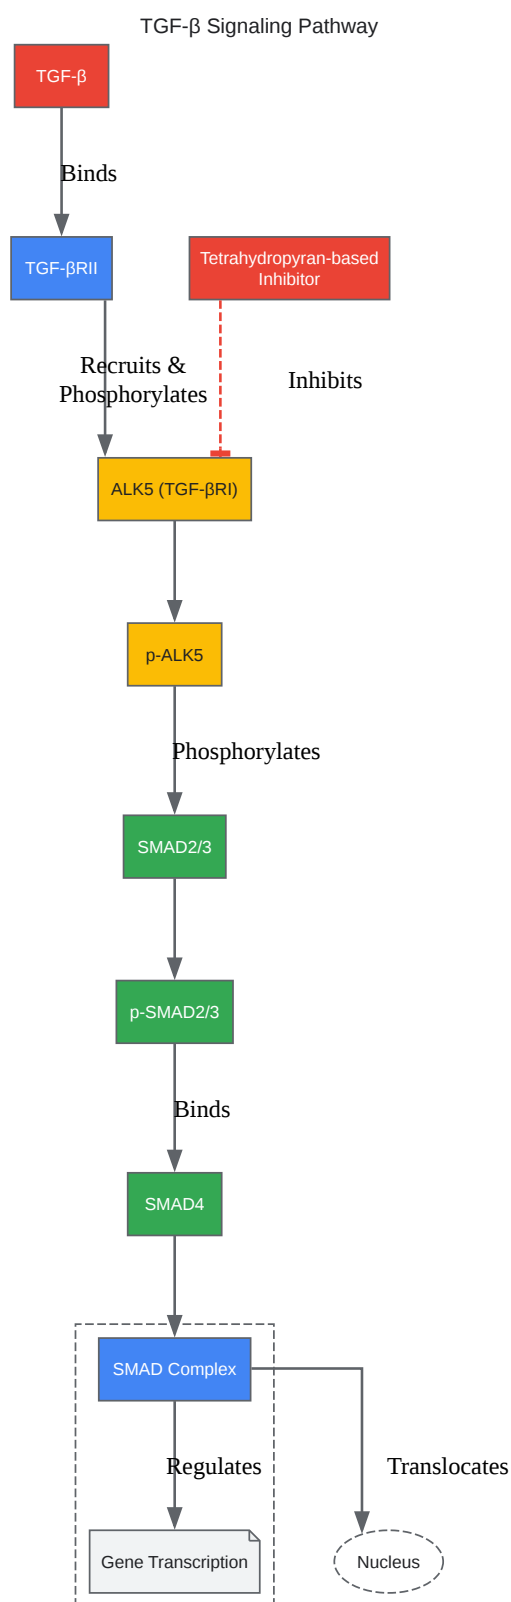 TGF-β Signaling Pathway
TGF-β
Binds
TGF-βRII
Tetrahydropyran-based
Inhibitor
Recruits &
Phosphorylates
Inhibits
ALK5 (TGF-βRI)
p-ALK5
Phosphorylates
SMAD2/3
p-SMAD2/3
Binds
SMAD4
SMAD Complex
Regulates
Translocates
Gene Transcription
Nucleus